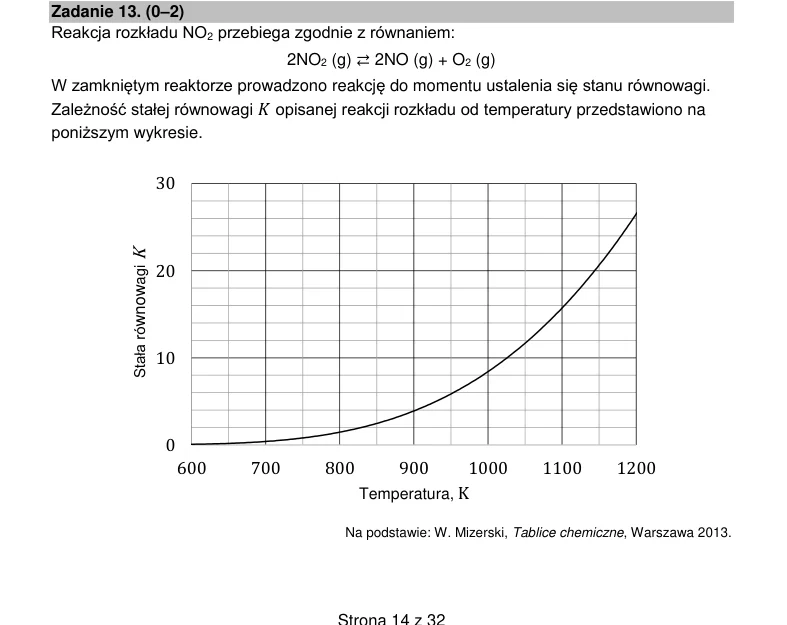 Zadanie 13. (0–2)
Reakcja rozkładu NO₂ przebiega zgodnie z równaniem:
2NO₂ (g) ⇄ 2NO (g) + O₂ (g)
W zamkniętym reaktorze prowadzono reakcję do momentu ustalenia się stanu równowagi.
Zależność stałej równowagi K opisanej reakcji rozkładu od temperatury przedstawiono na
poniższym wykresie.
Stała równowagi K
30
20
10
0
600 700 800 900 1000 1100 1200
Temperatura, K
Na podstawie: W. Mizerski, Tablice chemiczne, Warszawa 2013.
Strona 14 z 32